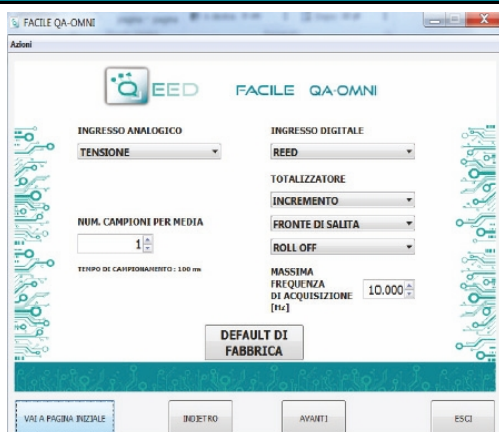 FACILE QA-OMNI
Azioni
QEED FACILE QA-OMNI
INGRESSO ANALOGICO
TENSIONE
NUM. CAMPIONI PER MEDIA
1
TEMPO DI CAMPIONAMENTO : 100 ms
INGRESSO DIGITALE
REED
TOTALIZZATORE
INCREMENTO
FRONTE DI SALITA
ROLL OFF
MASSIMA
FREQUENZA
DI ACQUISIZIONE
[Hz]
10.000
DEFAULT DI
FABBRICA
VAI A PAGINA INIZIALE
INDIETRO
AVANTI
ESCI